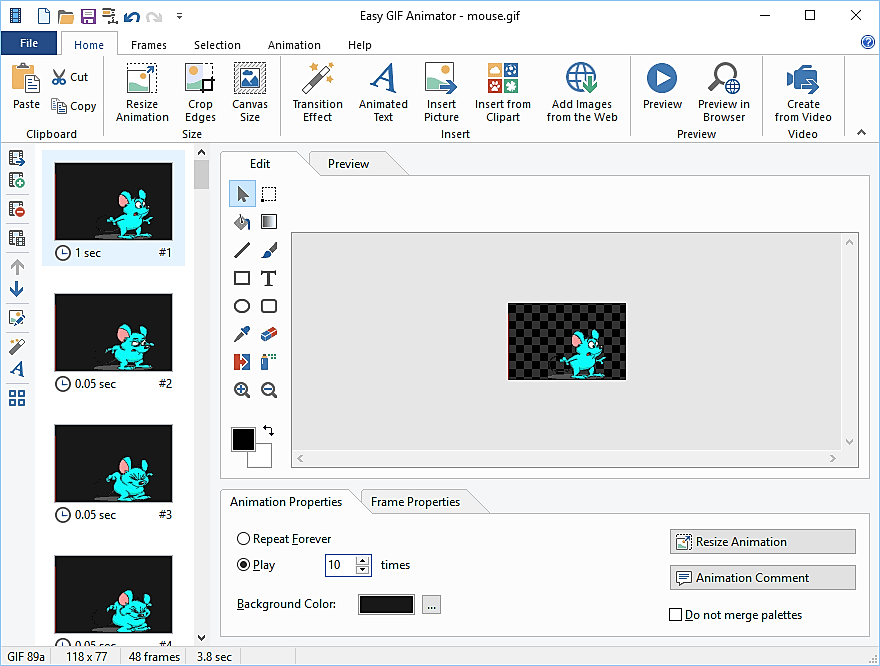 Easy GIF Animator - mouse.gif
File Home Frames Selection Animation Help
Paste
Cut
Copy
Clipboard
Resize
Animation
Crop
Edges
Canvas
Size
Size
Transition
Effect
Animated
Text
Insert
Picture
Insert from
Clipart
Add Images
from the Web
Insert
Preview
Preview in
Browser
Preview
Create
from Video
Video
1 sec #1
0.05 sec #2
0.05 sec #3
0.05 sec #4
Edit Preview
Animation Properties Frame Properties
Repeat Forever
Play 10 times
Background Color: ...
Resize Animation
Animation Comment
Do not merge palettes
GIF 89a 118 x 77 48 frames 3.8 sec